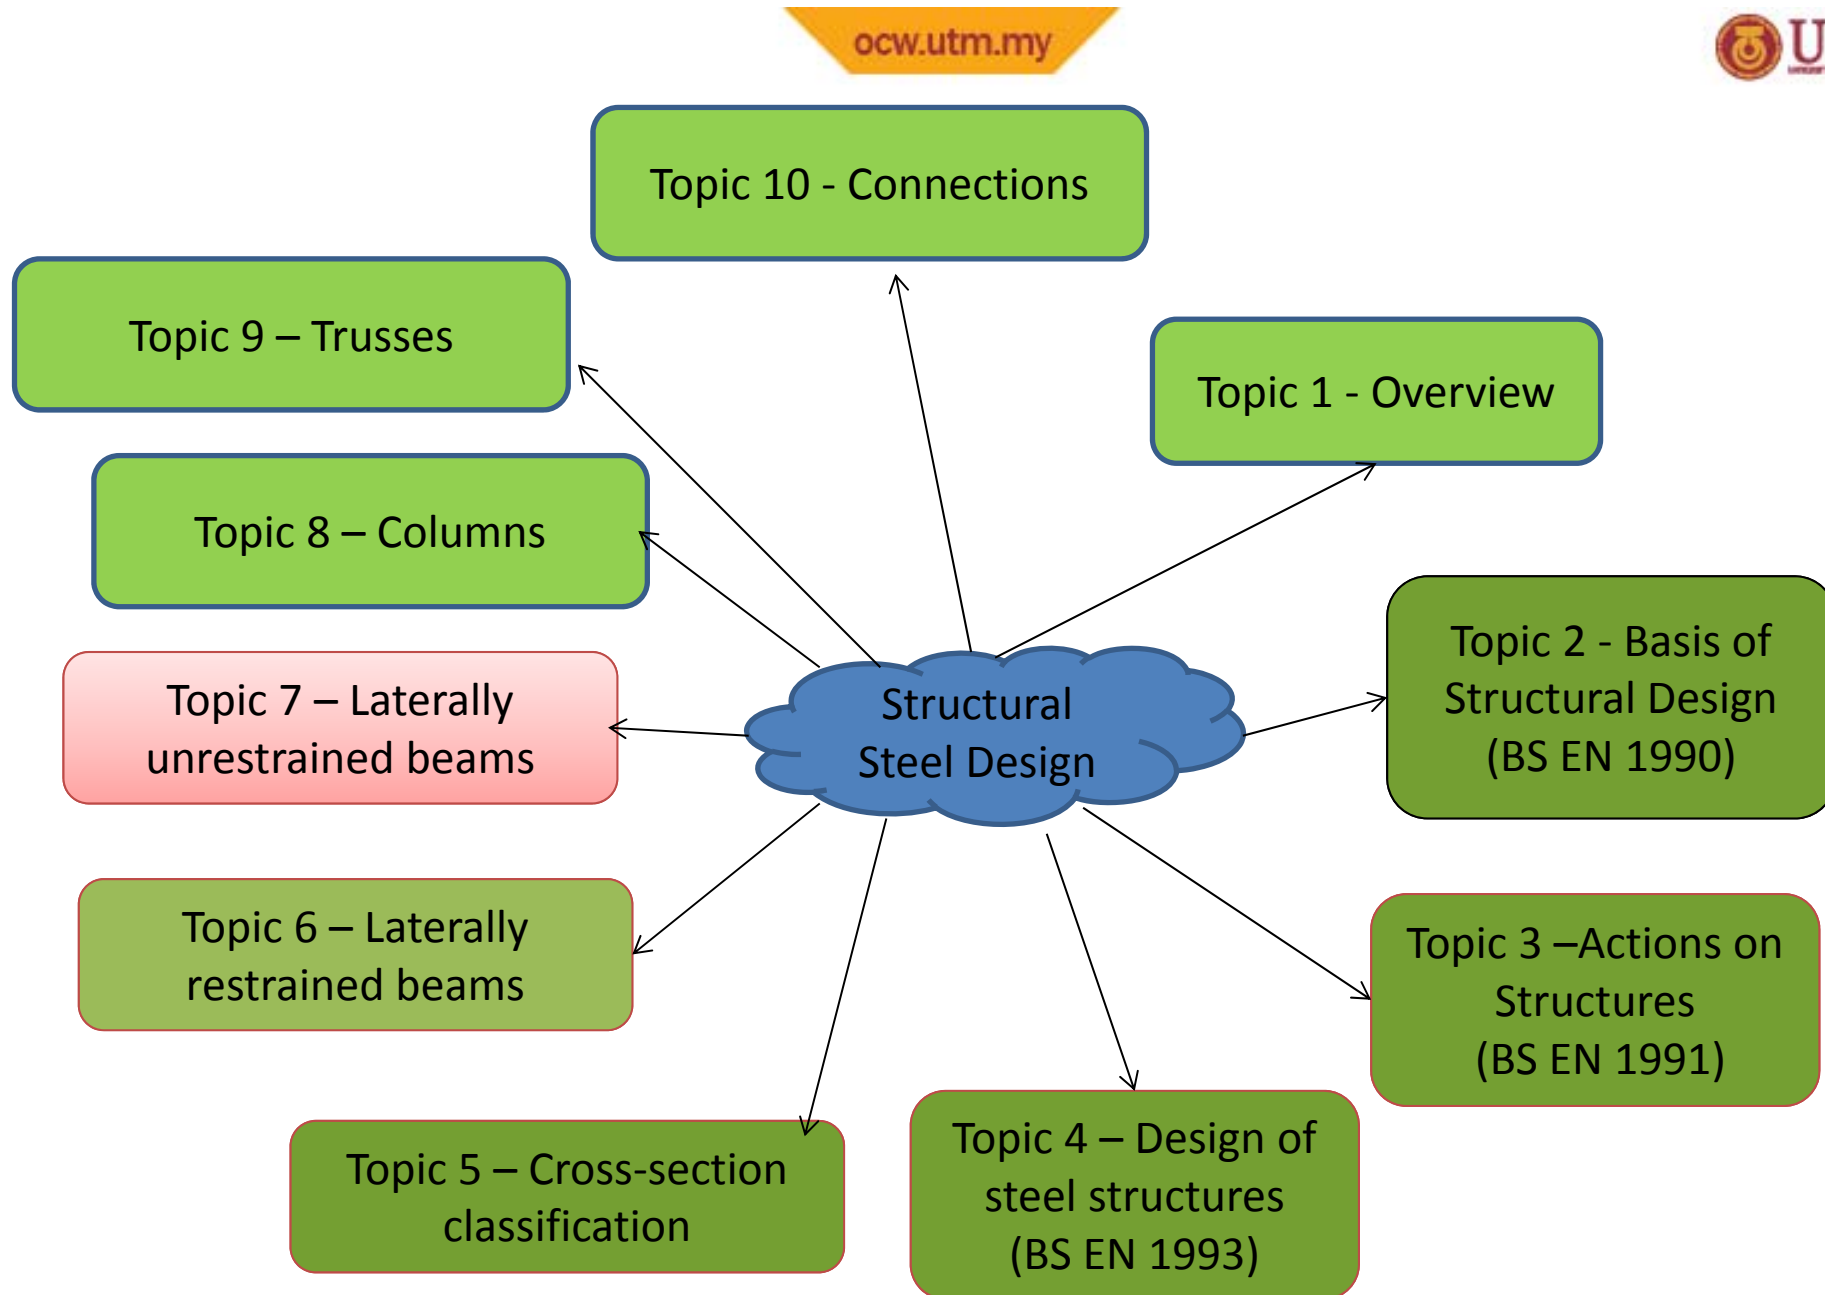 ocw.utm.my
U
Topic 10 - Connections
Topic 9 – Trusses
Topic 1 - Overview
Topic 8 – Columns
Topic 2 - Basis of
Structural Design
(BS EN 1990)
Topic 7 – Laterally
unrestrained beams
Structural
Steel Design
Topic 6 – Laterally
restrained beams
Topic 3 –Actions on
Structures
(BS EN 1991)
Topic 5 – Cross-section
classification
Topic 4 – Design of
steel structures
(BS EN 1993)